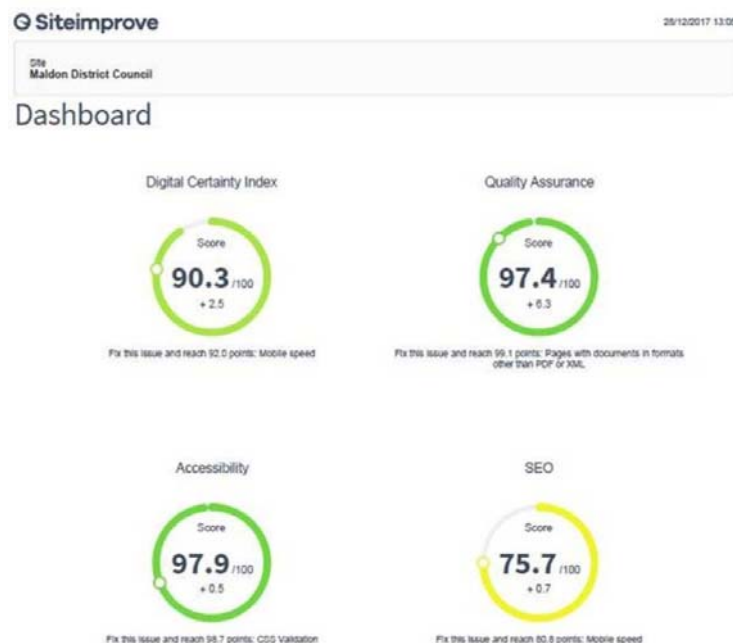 Siteimprove
28/12/2017 13:05
Site
Maldon District Council
Dashboard
Digital Certainty Index
Score
90.3 /100
+ 2.5
Fix this issue and reach 92.0 points: Mobile speed
Quality Assurance
Score
97.4 /100
+ 6.3
Fix this issue and reach 99.1 points: Pages with documents in formats
other than PDF or XML
Accessibility
Score
97.9 /100
+ 0.5
Fix this issue and reach 98.7 points: CSS Validation
SEO
Score
75.7 /100
+ 0.7
Fix this issue and reach 80.8 points: Mobile speed